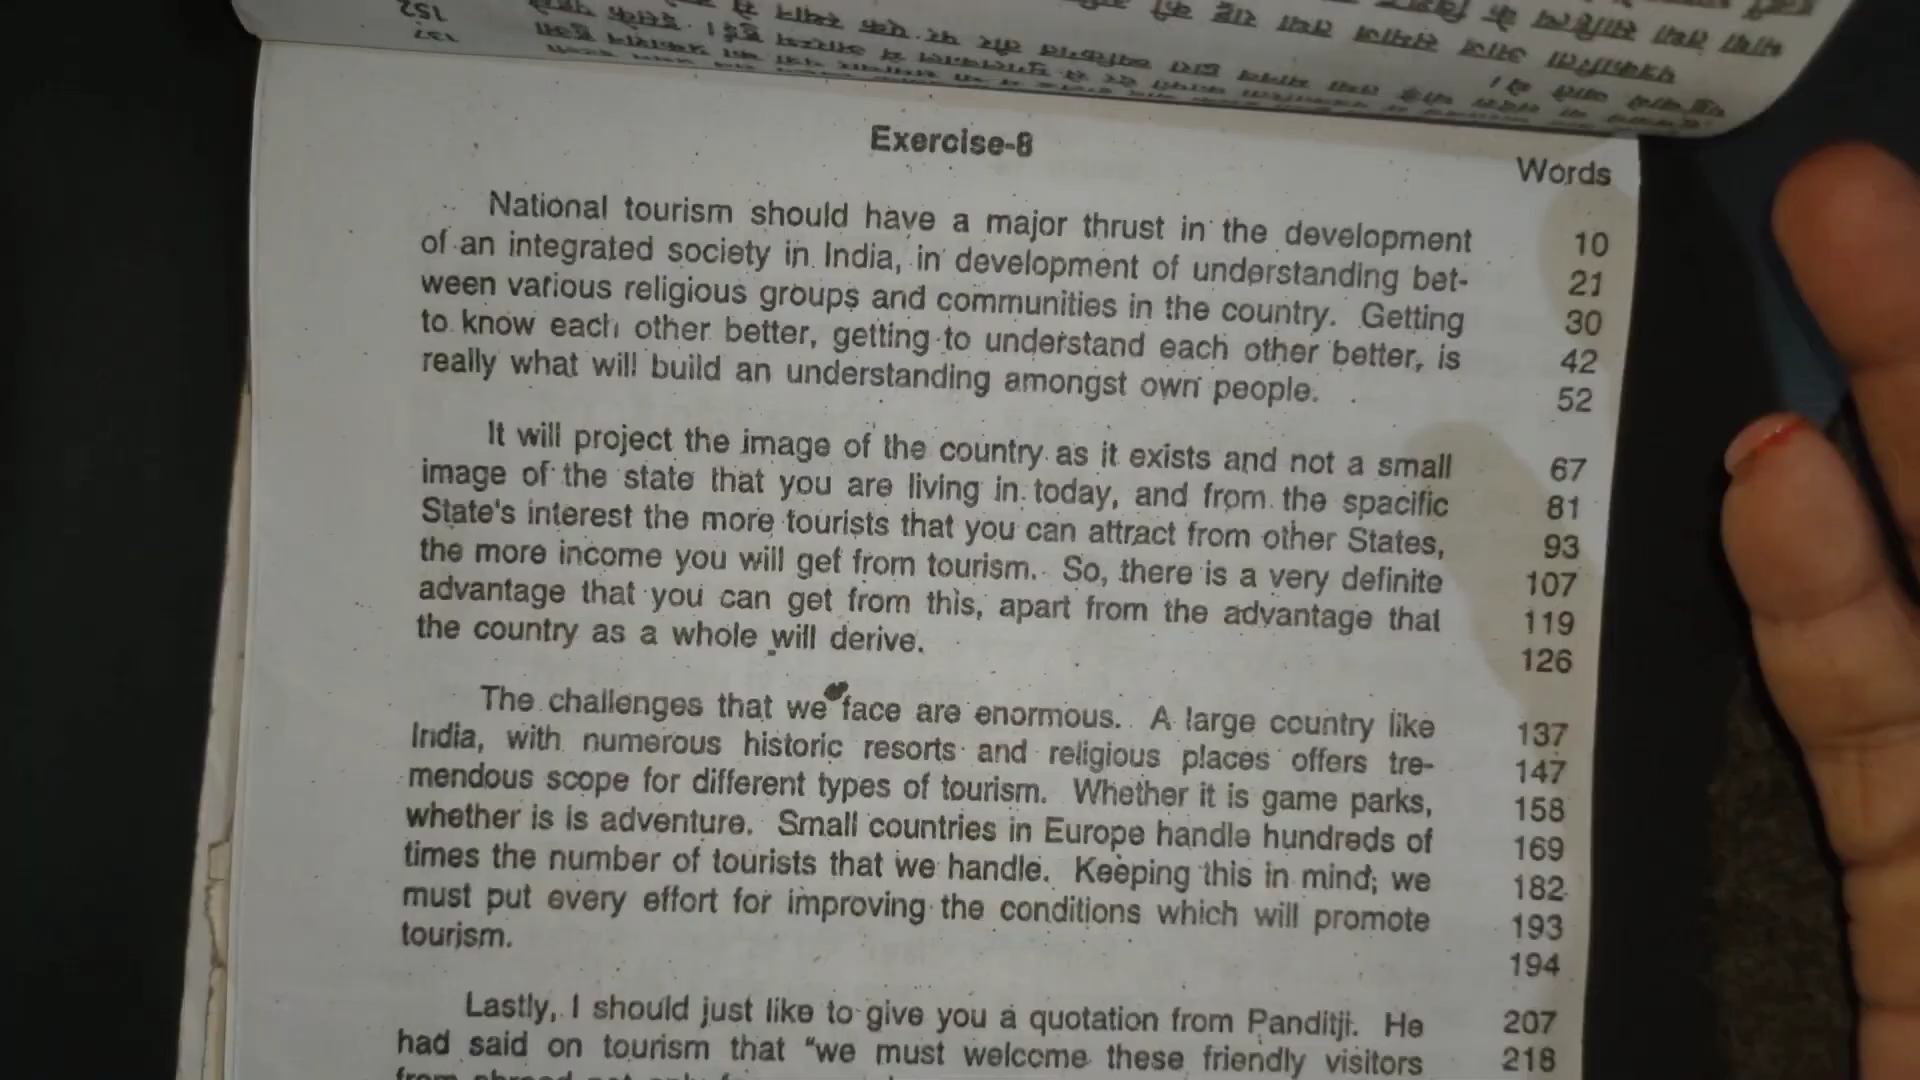 152
157
Exercise-8
Words
National tourism should have a major thrust in the development 10
of an integrated society in India, in development of understanding bet- 21
ween various religious groups and communities in the country. Getting 30
to know each other better, getting to understand each other better, is 42
really what will build an understanding amongst own people. 52
It will project the image of the country as it exists and not a small 67
image of the state that you are living in today, and from the spacific 81
State's interest the more tourists that you can attract from other States, 93
the more income you will get from tourism. So, there is a very definite 107
advantage that you can get from this, apart from the advantage that 119
the country as a whole will derive. 126
The challenges that we face are enormous. A large country like 137
India, with numerous historic resorts and religious places offers tre- 147
mendous scope for different types of tourism. Whether it is game parks, 158
whether is is adventure. Small countries in Europe handle hundreds of 169
times the number of tourists that we handle. Keeping this in mind; we 182
must put every effort for improving the conditions which will promote 193
tourism. 194
Lastly, I should just like to give you a quotation from Panditji. He 207
had said on tourism that "we must welcome these friendly visitors 218